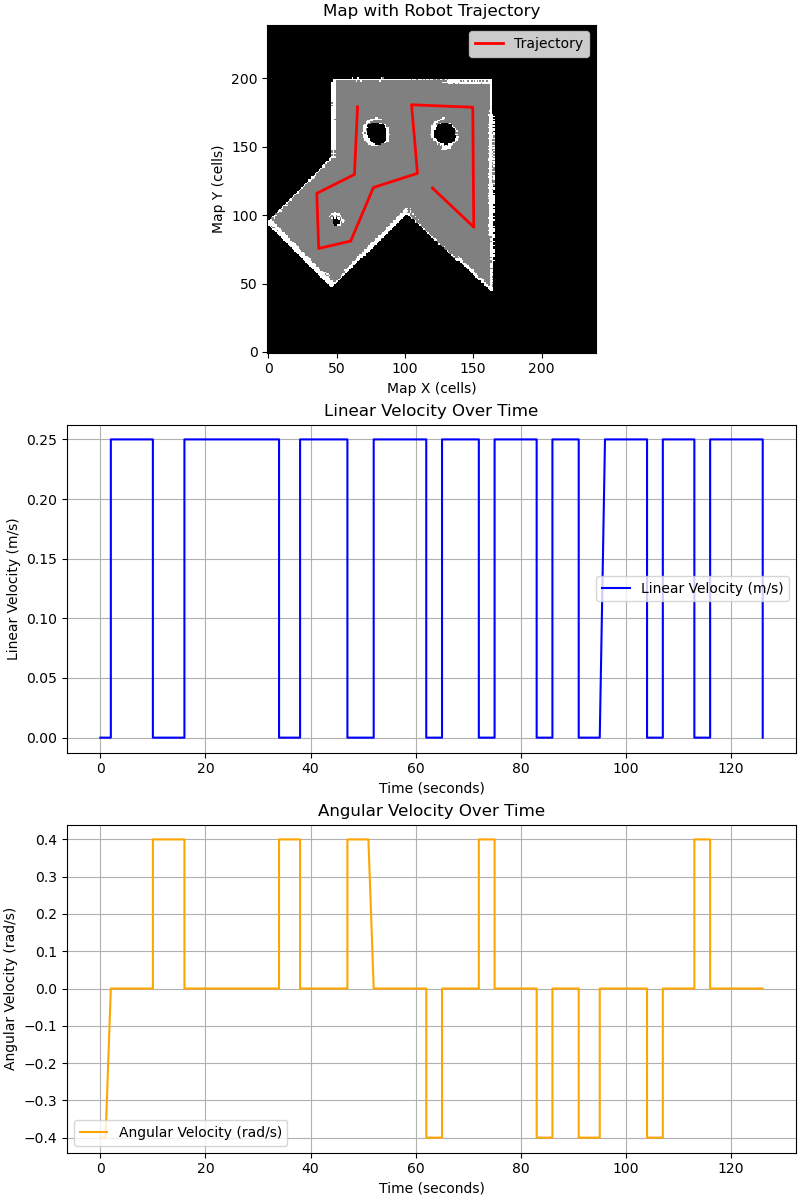 Map with Robot Trajectory
Trajectory
200
150
100
50
0
Map Y (cells)
0 50 100 150 200
Map X (cells)
Linear Velocity Over Time
0.25
0.20
0.15
0.10
0.05
0.00
Linear Velocity (m/s)
Linear Velocity (m/s)
0 20 40 60 80 100 120
Time (seconds)
Angular Velocity Over Time
0.4
0.3
0.2
0.1
0.0
−0.1
−0.2
−0.3
−0.4
Angular Velocity (rad/s)
Angular Velocity (rad/s)
0 20 40 60 80 100 120
Time (seconds)